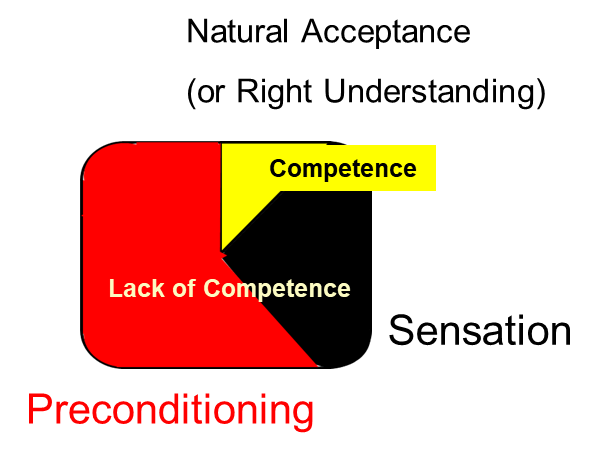 Natural Acceptance
(or Right Understanding)
Competence
Lack of Competence
Sensation
Preconditioning